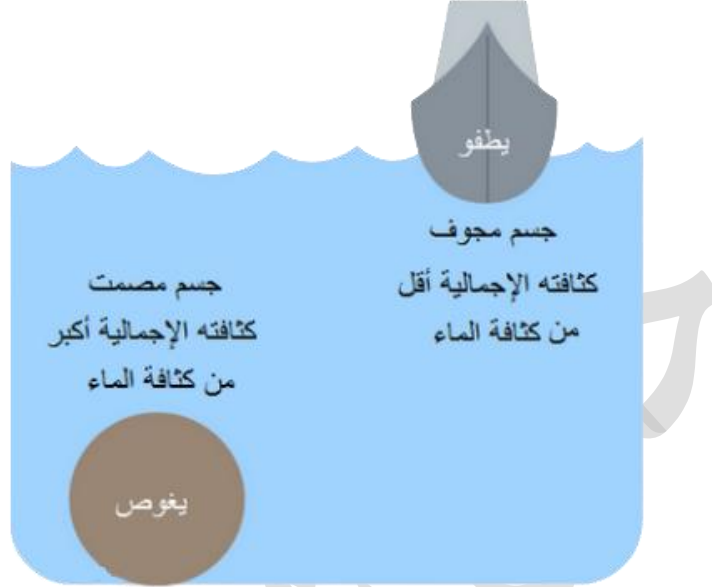 يطفو
جسم مجوف
كثافته الإجمالية أقل
من كثافة الماء
جسم مصمت
كثافته الإجمالية أكبر
من كثافة الماء
يغوص